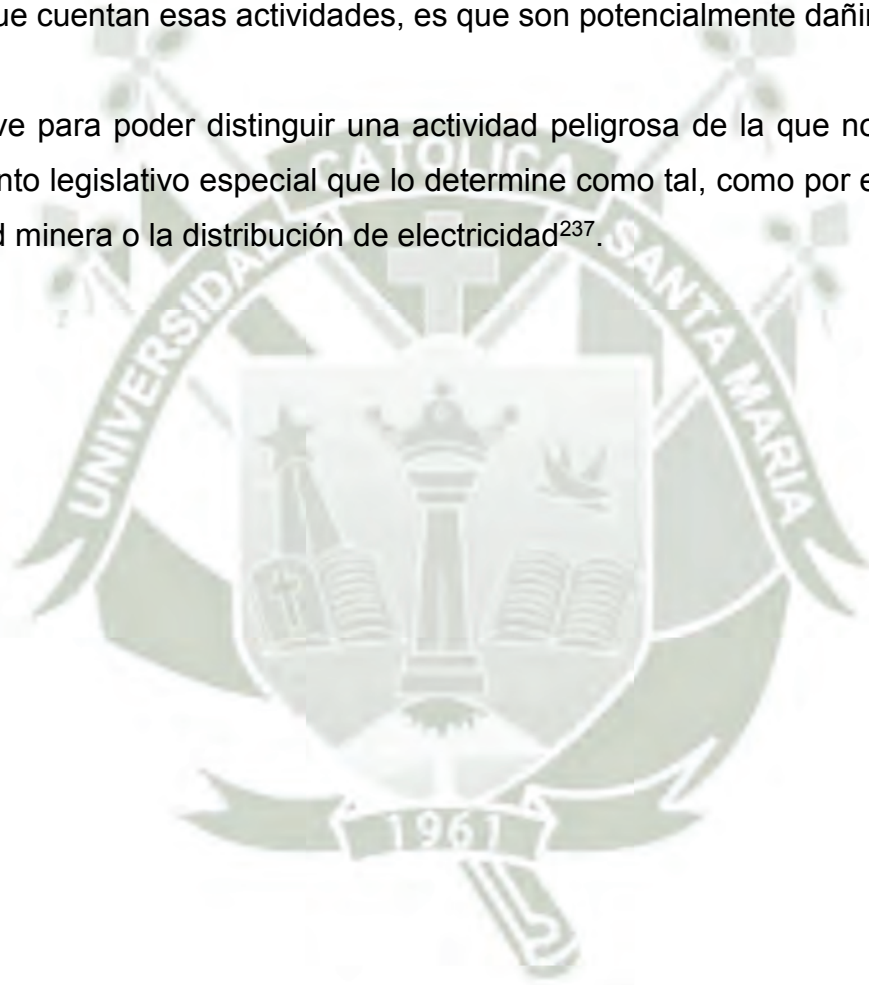 ue cuentan esas actividades, es que son potencialmente dañi
ve para poder distinguir una actividad peligrosa de la que no
nto legislativo especial que lo determine como tal, como por e
d minera o la distribución de electricidad²³⁷.
UNIVERSIDAD CATOLICA SANTA MARIA
1961